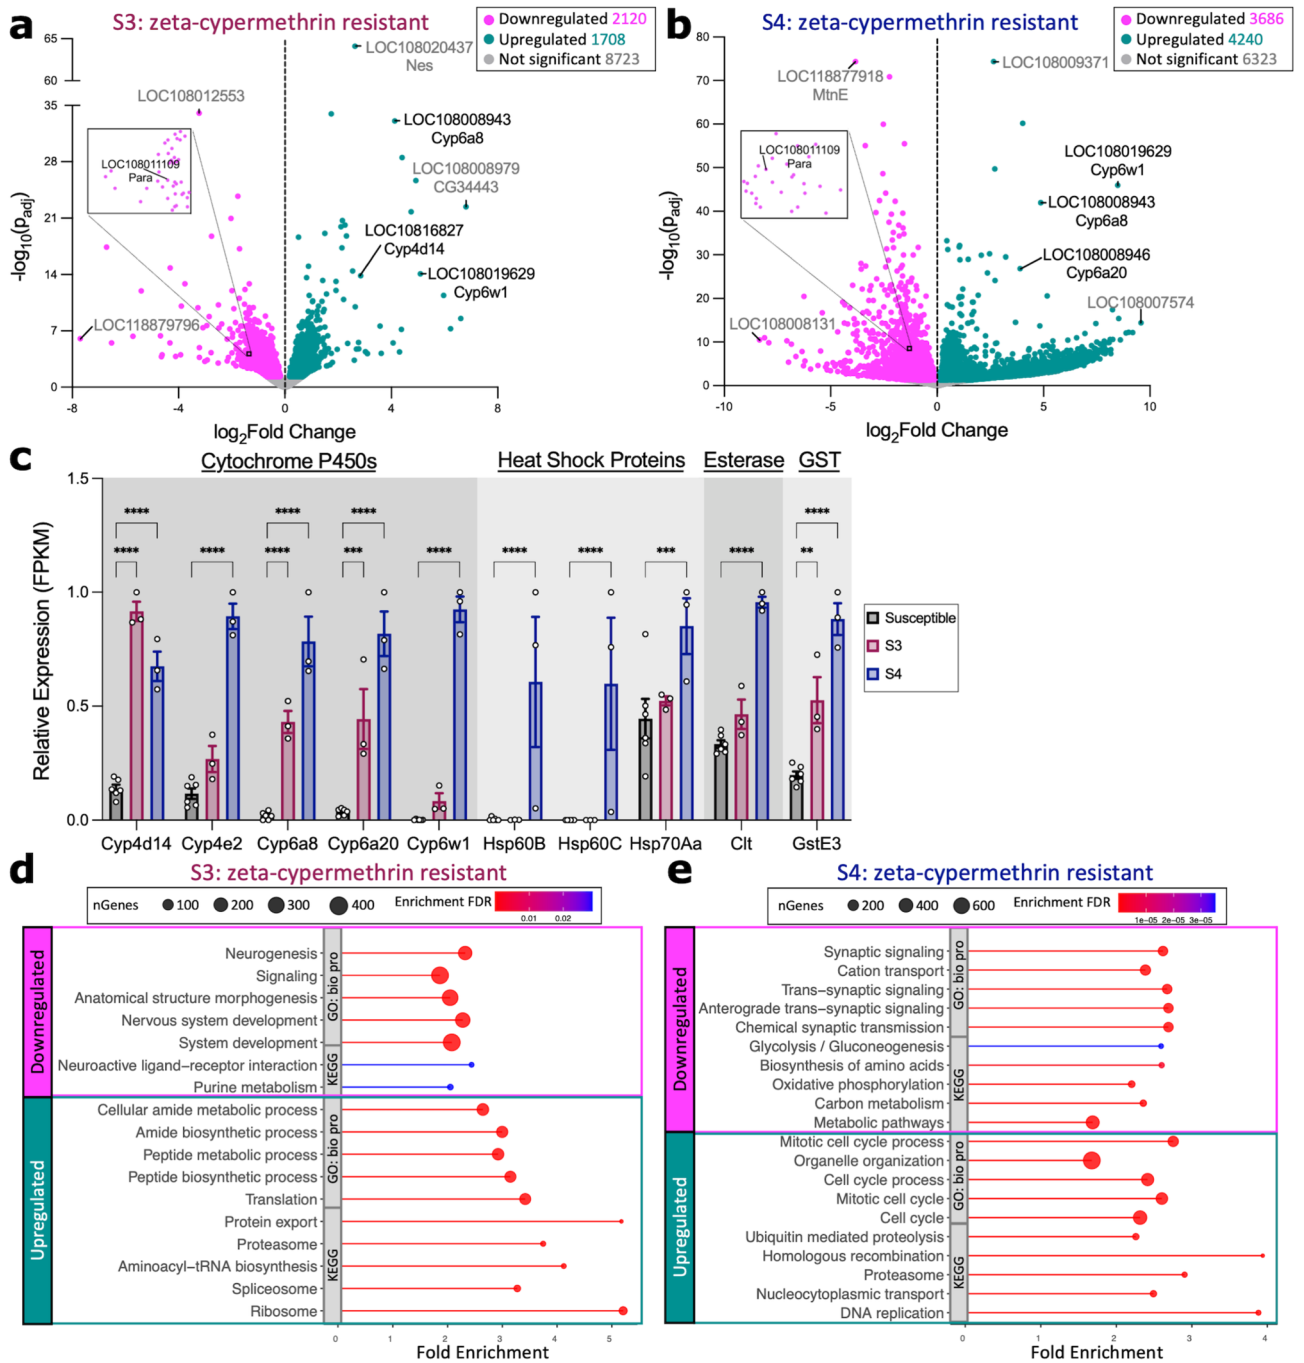 a
S3: zeta-cypermethrin resistant
Downregulated 2120
Upregulated 1708
Not significant 8723
-log10(padj)
65
60
35
28
21
14
7
0
-8
-4
0
4
8
log2Fold Change
LOC108020437
Nes
LOC108012553
LOC108008943
Cyp6a8
LOC108011109
Para
LOC108008979
CG34443
LOC10816827
Cyp4d14
LOC108019629
Cyp6w1
LOC118879796
b
S4: zeta-cypermethrin resistant
Downregulated 3686
Upregulated 4240
Not significant 6323
-log10(padj)
80
70
60
50
40
30
20
10
0
-10
-5
0
5
10
log2Fold Change
LOC118877918
MtnE
LOC108009371
LOC108011109
Para
LOC108019629
Cyp6w1
LOC108008943
Cyp6a8
LOC108008946
Cyp6a20
LOC108007574
LOC108008131
c
Cytochrome P450s
Heat Shock Proteins
Esterase
GST
Relative Expression (FPKM)
1.5
1.0
0.5
0.0
****
****
****
****
****
****
***
****
****
****
***
****
****
**
Cyp4d14
Cyp4e2
Cyp6a8
Cyp6a20
Cyp6w1
Hsp60B
Hsp60C
Hsp70Aa
Clt
GstE3
Susceptible
S3
S4
d
S3: zeta-cypermethrin resistant
nGenes
100
200
300
400
Enrichment FDR
0.01
0.02
Downregulated
GO: bio pro
Neurogenesis
Signaling
Anatomical structure morphogenesis
Nervous system development
System development
KEGG
Neuroactive ligand−receptor interaction
Purine metabolism
Upregulated
GO: bio pro
Cellular amide metabolic process
Amide biosynthetic process
Peptide metabolic process
Peptide biosynthetic process
Translation
KEGG
Protein export
Proteasome
Aminoacyl−tRNA biosynthesis
Spliceosome
Ribosome
0
1
2
3
4
5
Fold Enrichment
e
S4: zeta-cypermethrin resistant
nGenes
200
400
600
Enrichment FDR
1e−05
2e−05
3e−05
Downregulated
GO: bio pro
Synaptic signaling
Cation transport
Trans−synaptic signaling
Anterograde trans−synaptic signaling
Chemical synaptic transmission
KEGG
Glycolysis / Gluconeogenesis
Biosynthesis of amino acids
Oxidative phosphorylation
Carbon metabolism
Metabolic pathways
Upregulated
GO: bio pro
Mitotic cell cycle process
Organelle organization
Cell cycle process
Mitotic cell cycle
Cell cycle
KEGG
Ubiquitin mediated proteolysis
Homologous recombination
Proteasome
Nucleocytoplasmic transport
DNA replication
0
1
2
3
4
Fold Enrichment